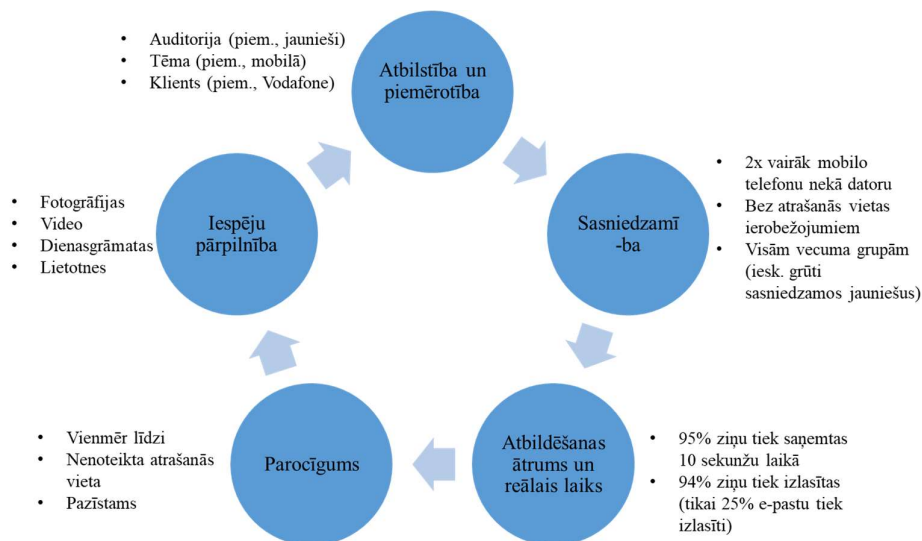 • Auditorija (piem., jaunieši)
• Tēma (piem., mobilā)
• Klients (piem., Vodafone)
Atbilstība un
piemērotība
• 2x vairāk mobilo
telefonu nekā datoru
• Bez atrašanās vietas
ierobežojumiem
• Visām vecuma grupām
(iesk. grūti
sasniedzamos jauniešus)
Sasniedzamī
-ba
• 95% ziņu tiek saņemtas
10 sekunžu laikā
• 94% ziņu tiek izlasītas
(tikai 25% e-pastu tiek
izlasīti)
Atbildēšanas
ātrums un
reālais laiks
Parocīgums
• Vienmēr līdzi
• Nenoteikta atrašanās
vieta
• Pazīstams
Iespēju
pārpilnība
• Fotogrāfijas
• Video
• Dienasgrāmatas
• Lietotnes